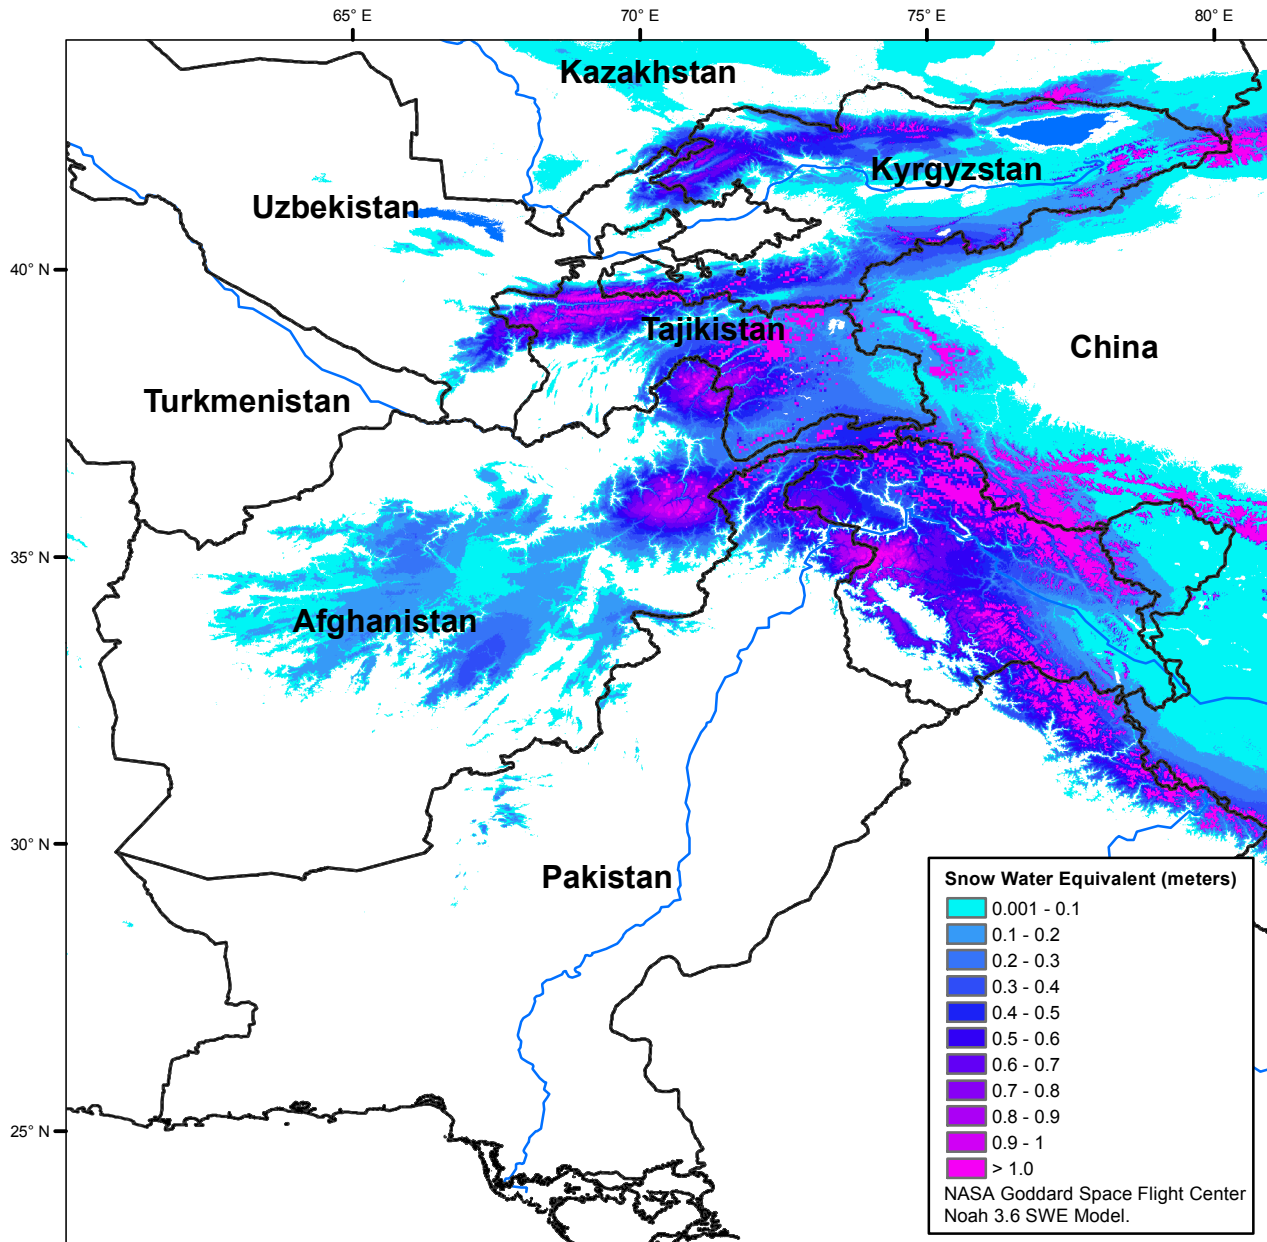 65° E
70° E
75° E
80° E
Kazakhstan
Kyrgyzstan
Uzbekistan
40° N
Tajikistan
China
Turkmenistan
35° N
Afghanistan
30° N
Pakistan
25° N
Snow Water Equivalent (meters)
0.001 - 0.1
0.1 - 0.2
0.2 - 0.3
0.3 - 0.4
0.4 - 0.5
0.5 - 0.6
0.6 - 0.7
0.7 - 0.8
0.8 - 0.9
0.9 - 1
> 1.0
NASA Goddard Space Flight Center
Noah 3.6 SWE Model.